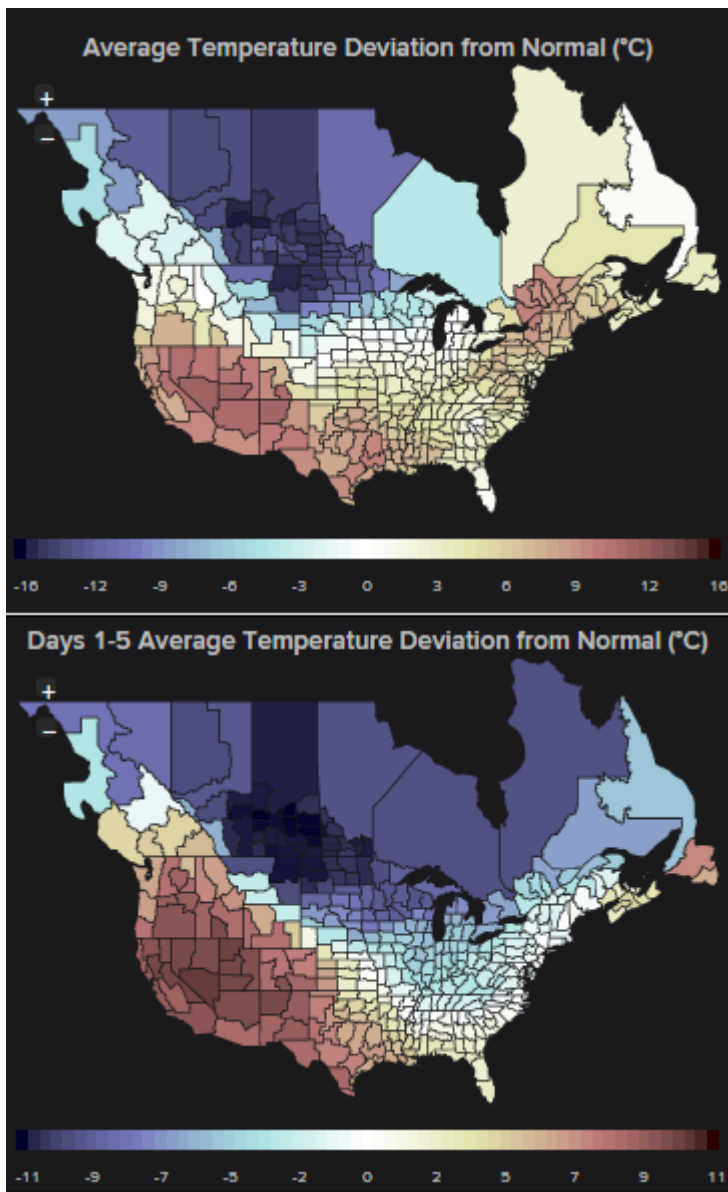 Average Temperature Deviation from Normal (°C)
+
−
-16 -12 -9 -6 -3 0 3 6 9 12 16
Days 1-5 Average Temperature Deviation from Normal (°C)
+
−
-11 -9 -7 -5 -2 0 2 5 7 9 11